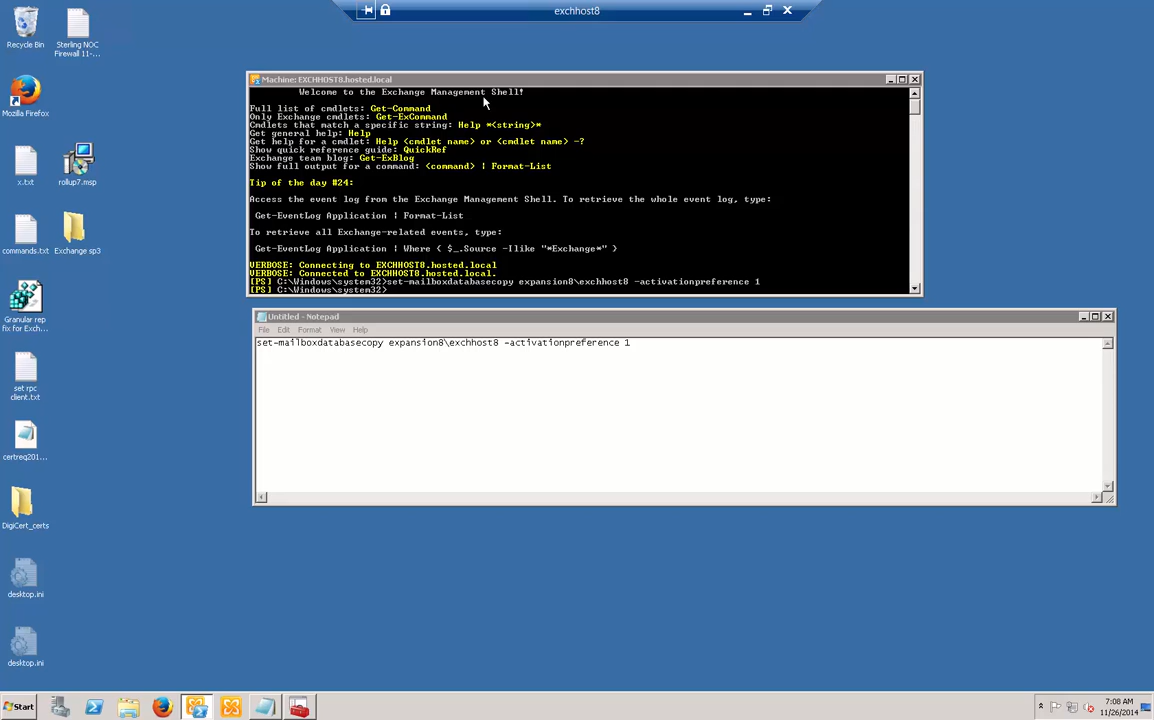 exchhost8
Recycle Bin
Sterling NOC
Firewall 11-...
Mozilla Firefox
x.txt
rollup7.msp
commands.txt
Exchange sp3
Granular rep
fix for Exch...
set rpc
client.txt
certreq201...
DigiCert_certs
desktop.ini
desktop.ini
Machine: EXCHHOST8.hosted.local
Welcome to the Exchange Management Shell!
Full list of cmdlets: Get-Command
Only Exchange cmdlets: Get-ExCommand
Cmdlets that match a specific string: Help *<string>*
Get general help: Help
Get help for a cmdlet: Help <cmdlet name> or <cmdlet name> -?
Show quick reference guide: QuickRef
Exchange team blog: Get-ExBlog
Show full output for a command: <command> | Format-List
Tip of the day #24:
Access the event log from the Exchange Management Shell. To retrieve the whole event log, type:
Get-EventLog Application | Format-List
To retrieve all Exchange-related events, type:
Get-EventLog Application | Where { $_.Source -Ilike "*Exchange*" }
VERBOSE: Connecting to EXCHHOST8.hosted.local
VERBOSE: Connected to EXCHHOST8.hosted.local.
[PS] C:\Windows\system32>set-mailboxdatabasecopy expansion8\exchhost8 -activationpreference 1
[PS] C:\Windows\system32>
Untitled - Notepad
File Edit Format View Help
set-mailboxdatabasecopy expansion8\exchhost8 -activationpreference 1
Start
7:08 AM
11/26/2014